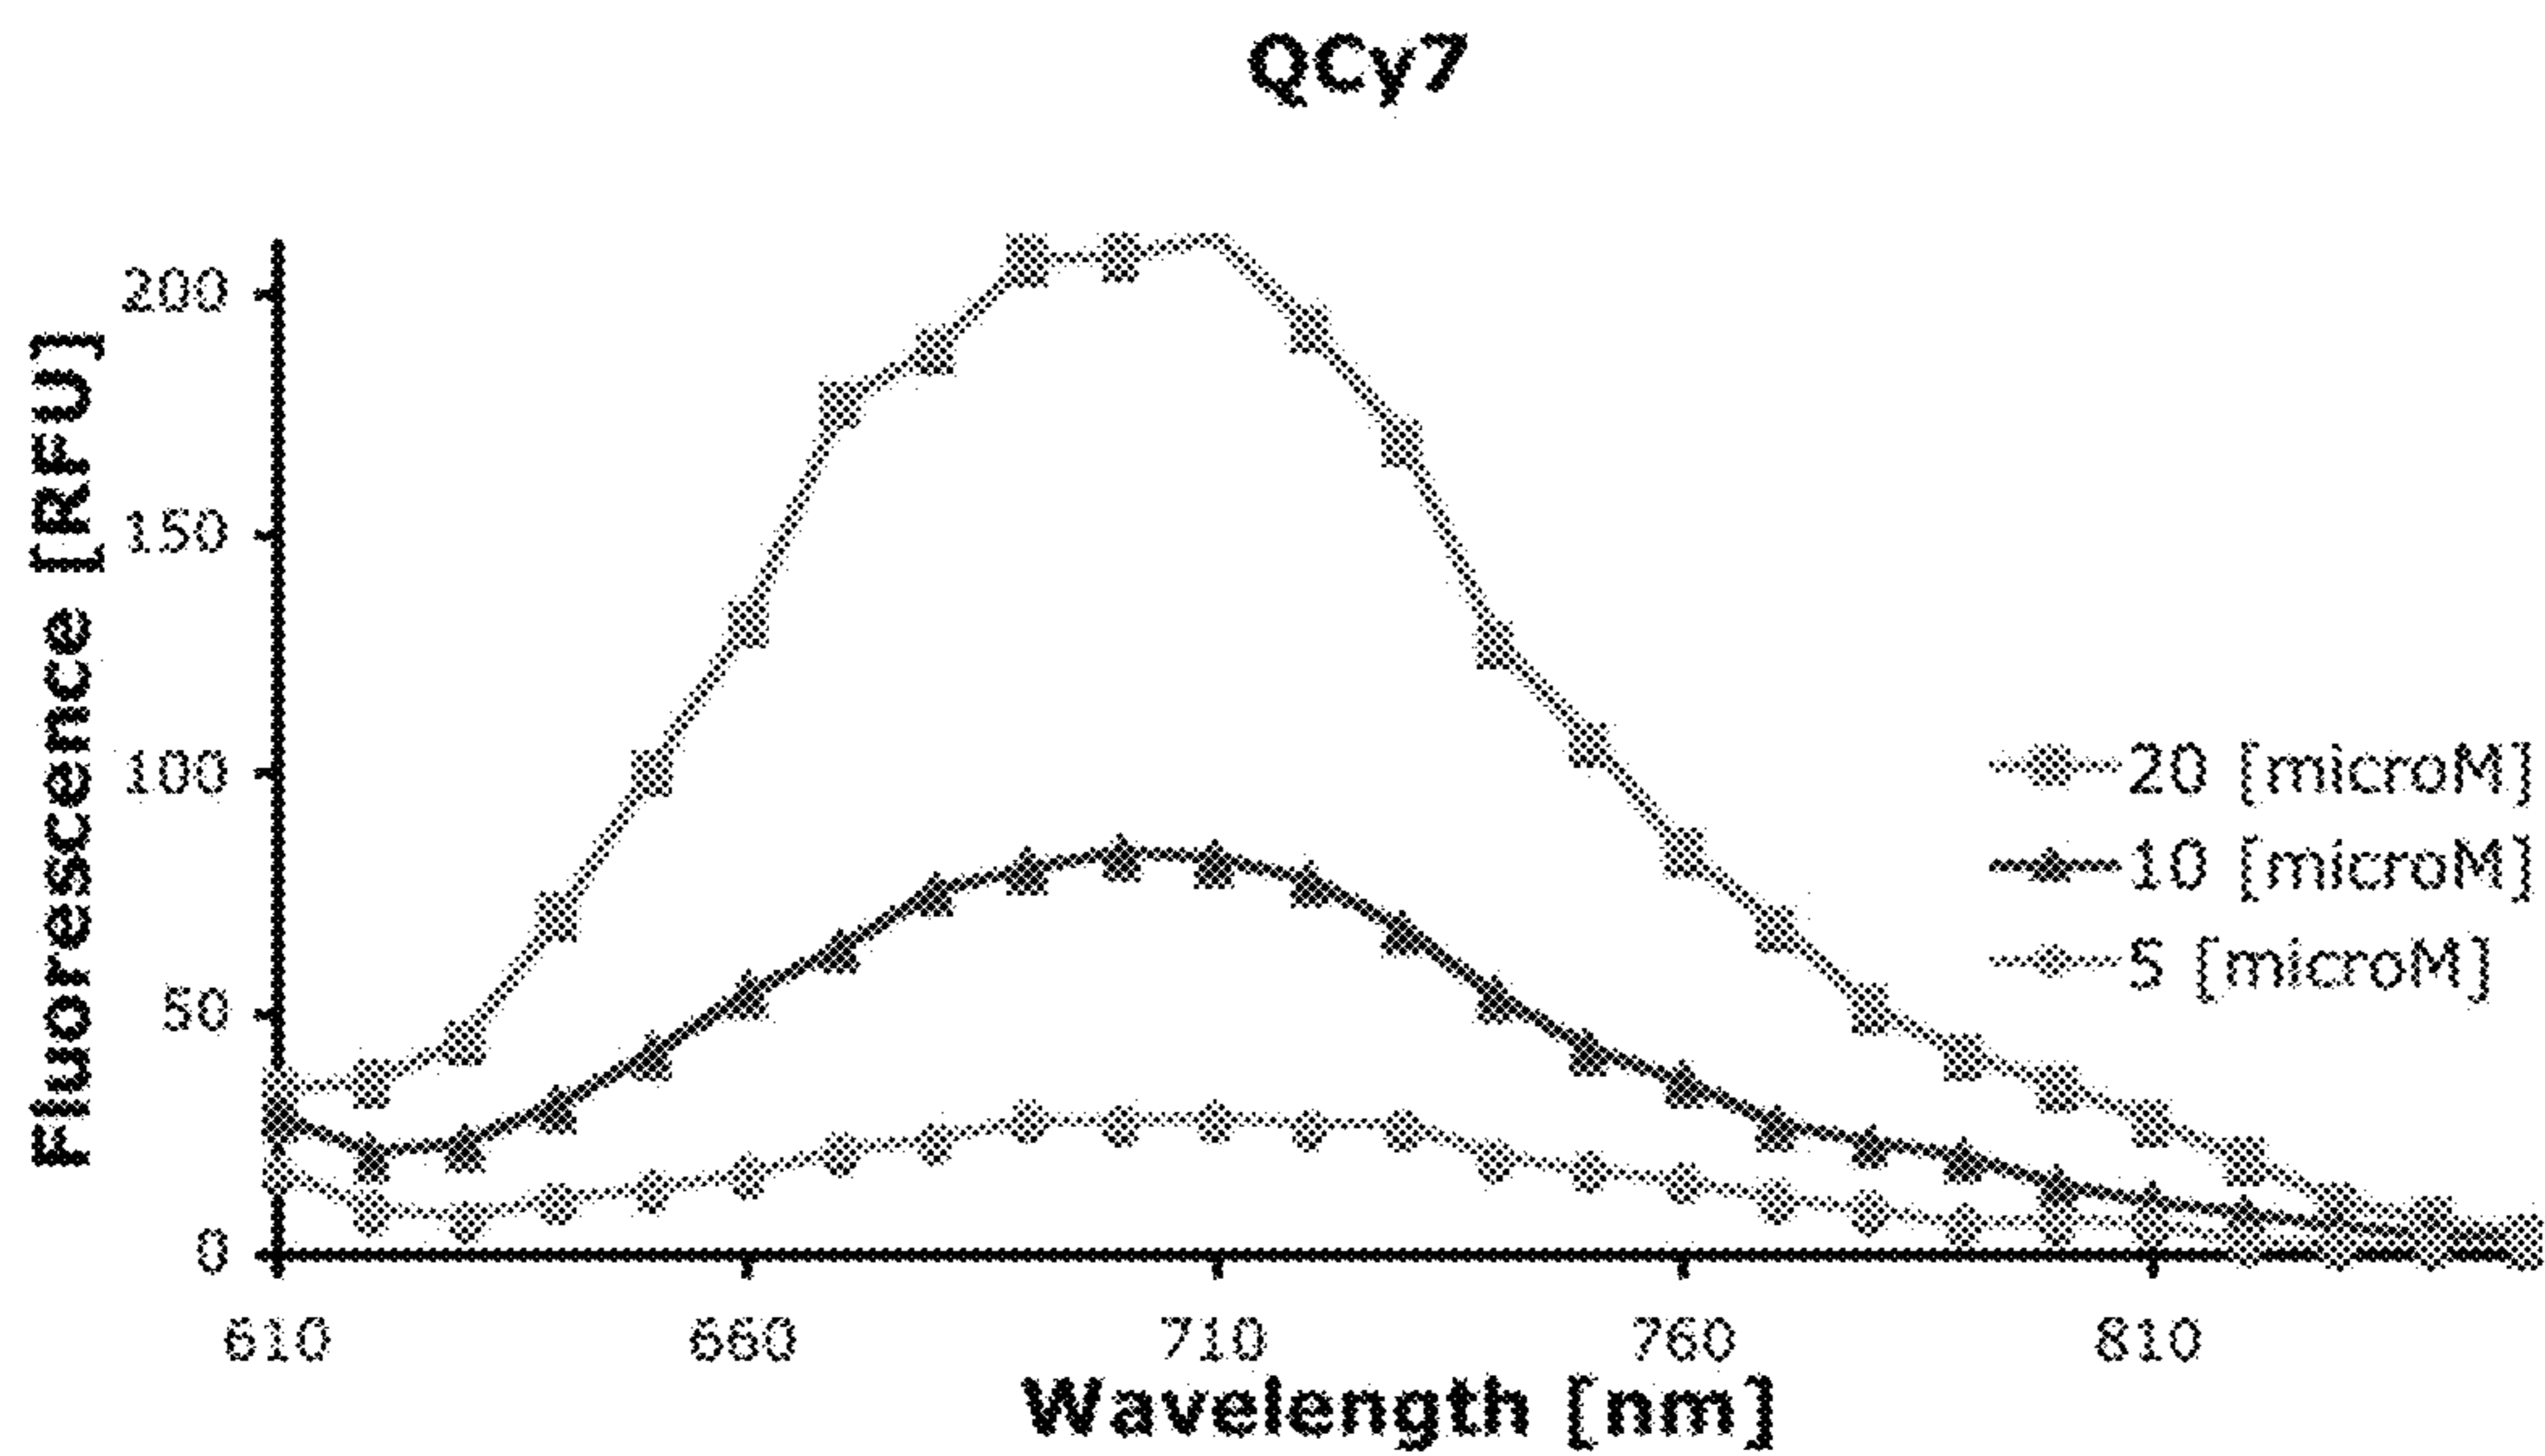 QCy7
Fluorescence [RFU]
200
150
100
50
0
20 [microM]
10 [microM]
5 [microM]
610 660 710 760 810
Wavelength [nm]